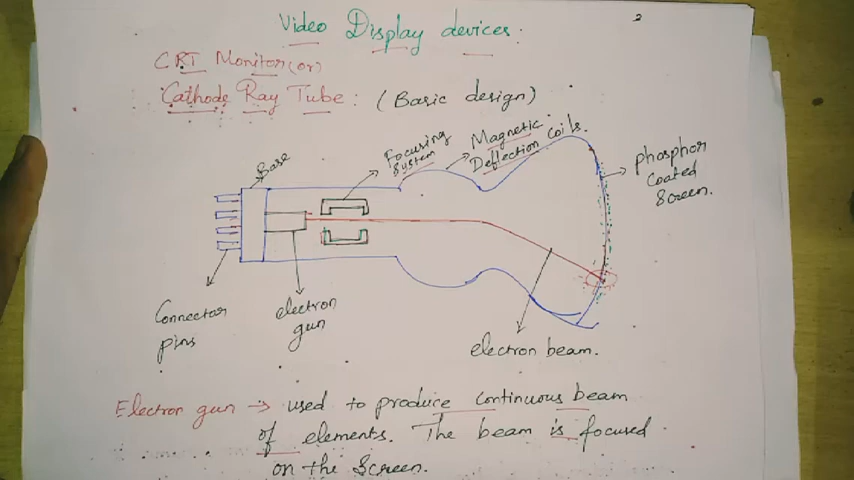 2
Video Display devices:
CRT Monitor (or)
Cathode Ray Tube: (Basic design)
Base
Focusing
System
Magnetic
Deflection Coils.
phosphor
Coated
Screen.
Connector
pins
electron
gun
electron beam.
Electron gun → used to produce continuous beam
of elements. The beam is focused
on the Screen.